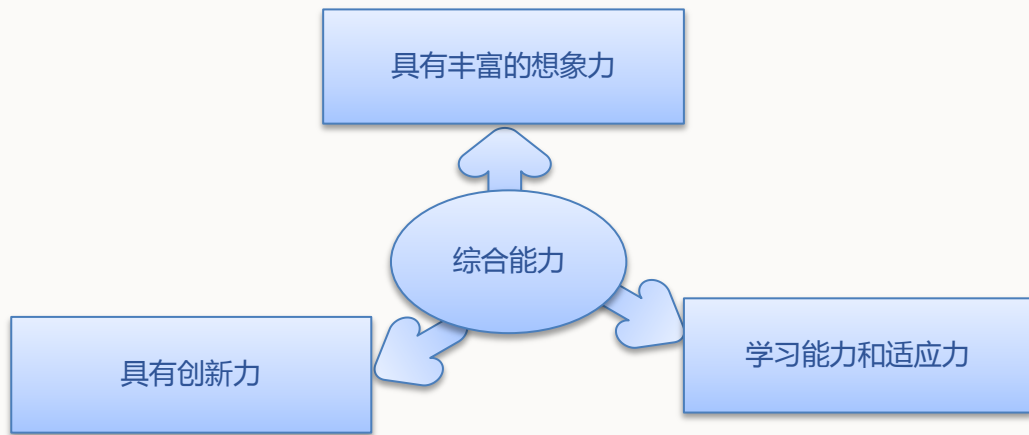 具有丰富的想象力
综合能力
具有创新力
学习能力和适应力